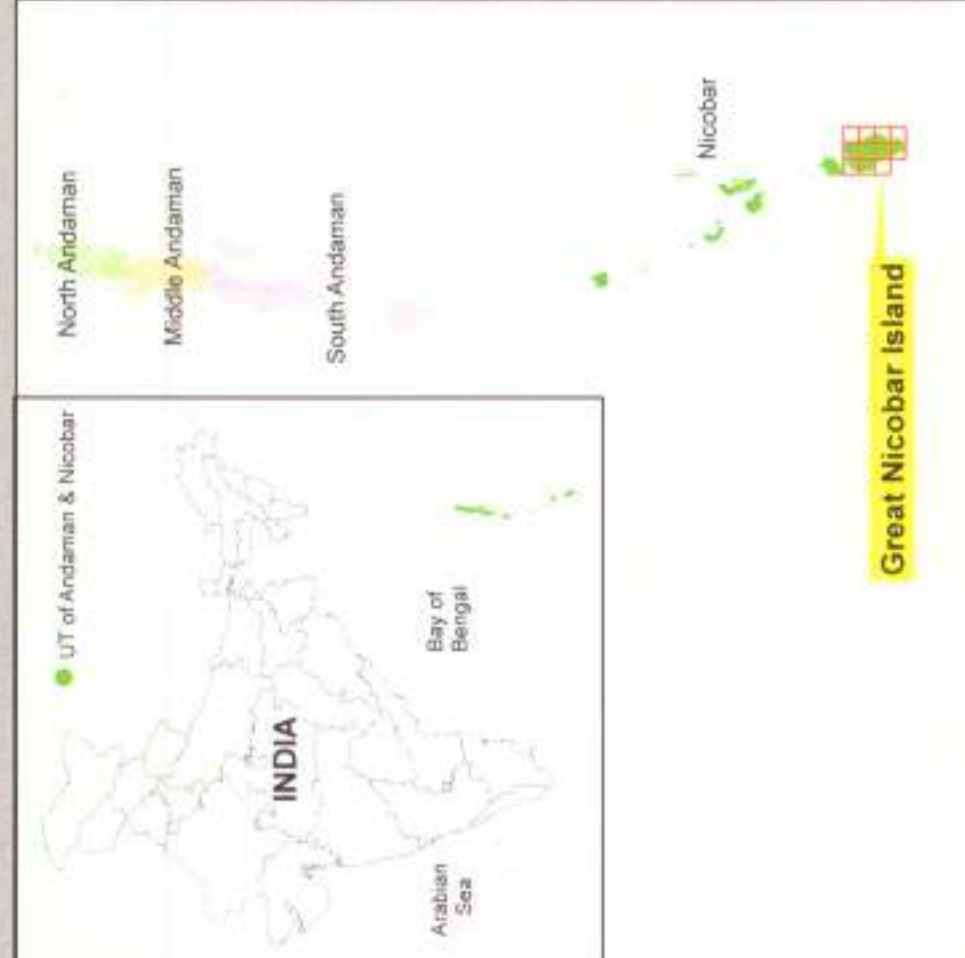 UT of Andaman & Nicobar
INDIA
Arabian
Sea
Bay of
Bengal
North Andaman
Middle Andaman
South Andaman
Nicobar
Great Nicobar Island